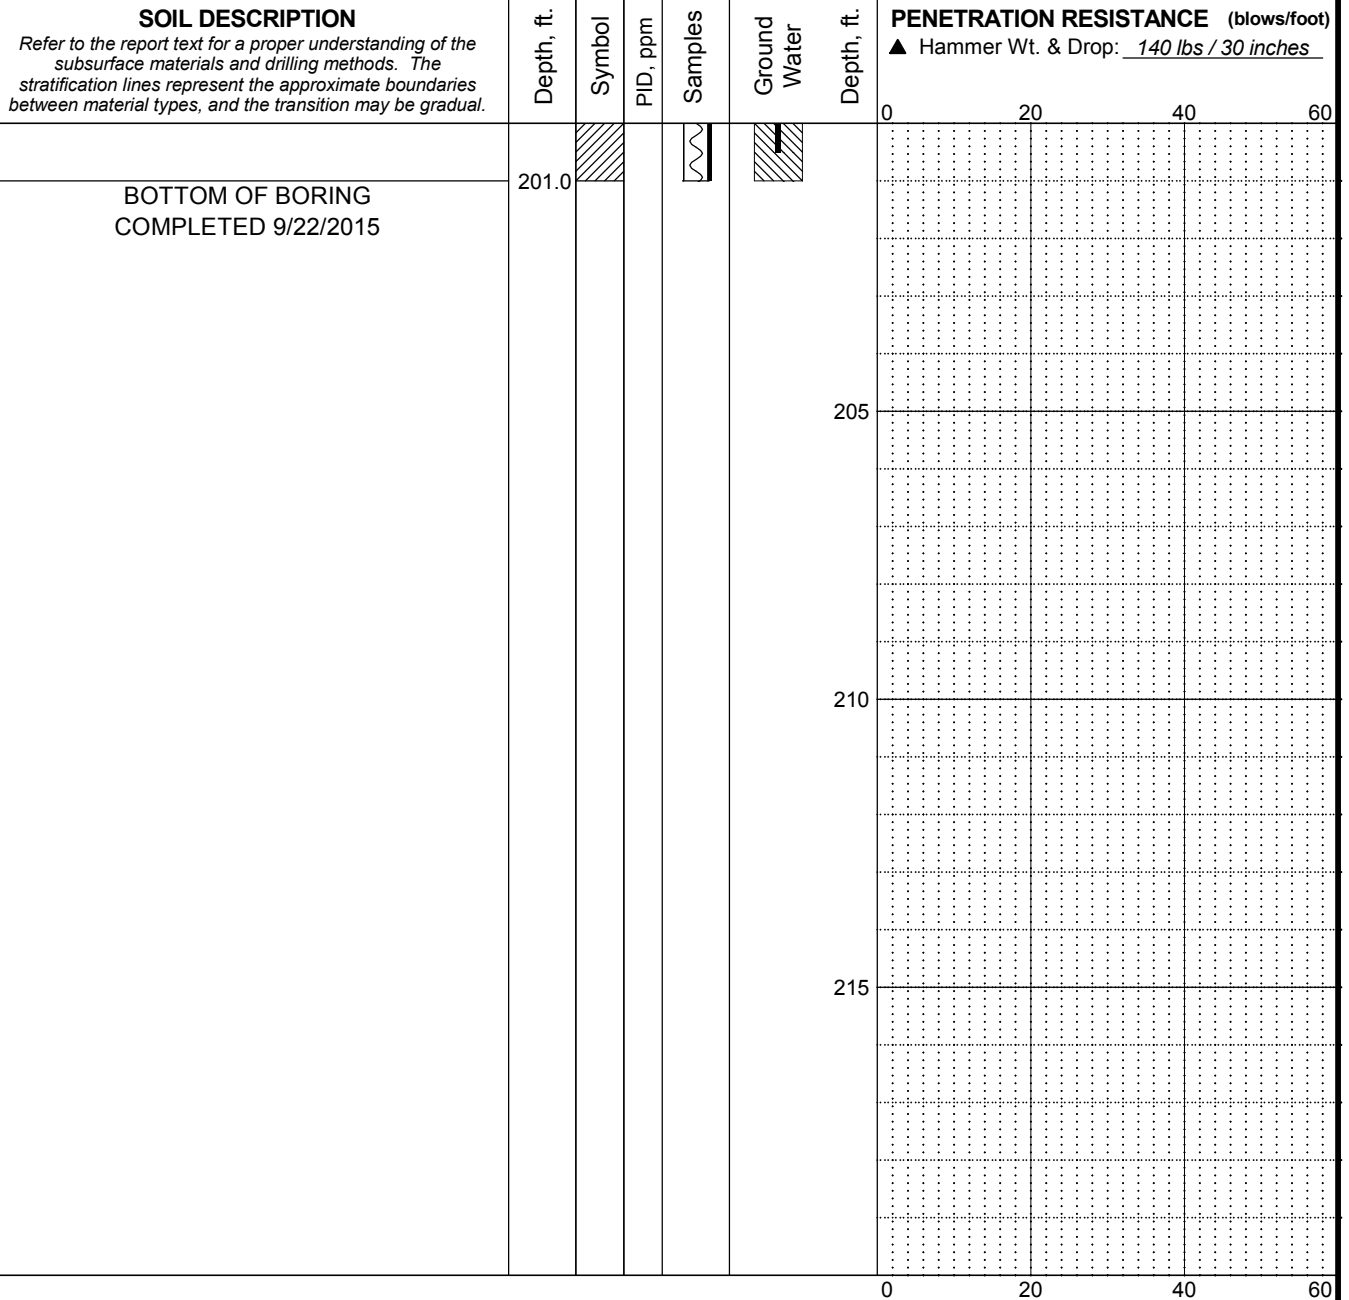 SOIL DESCRIPTION
Refer to the report text for a proper understanding of the
subsurface materials and drilling methods. The
stratification lines represent the approximate boundaries
between material types, and the transition may be gradual.
Depth, ft.
Symbol
PID, ppm
Samples
Ground
Water
Depth, ft.
PENETRATION RESISTANCE (blows/foot)
▲ Hammer Wt. & Drop: 140 lbs / 30 inches
0 20 40 60
201.0
BOTTOM OF BORING
COMPLETED 9/22/2015
205
210
215
0 20 40 60